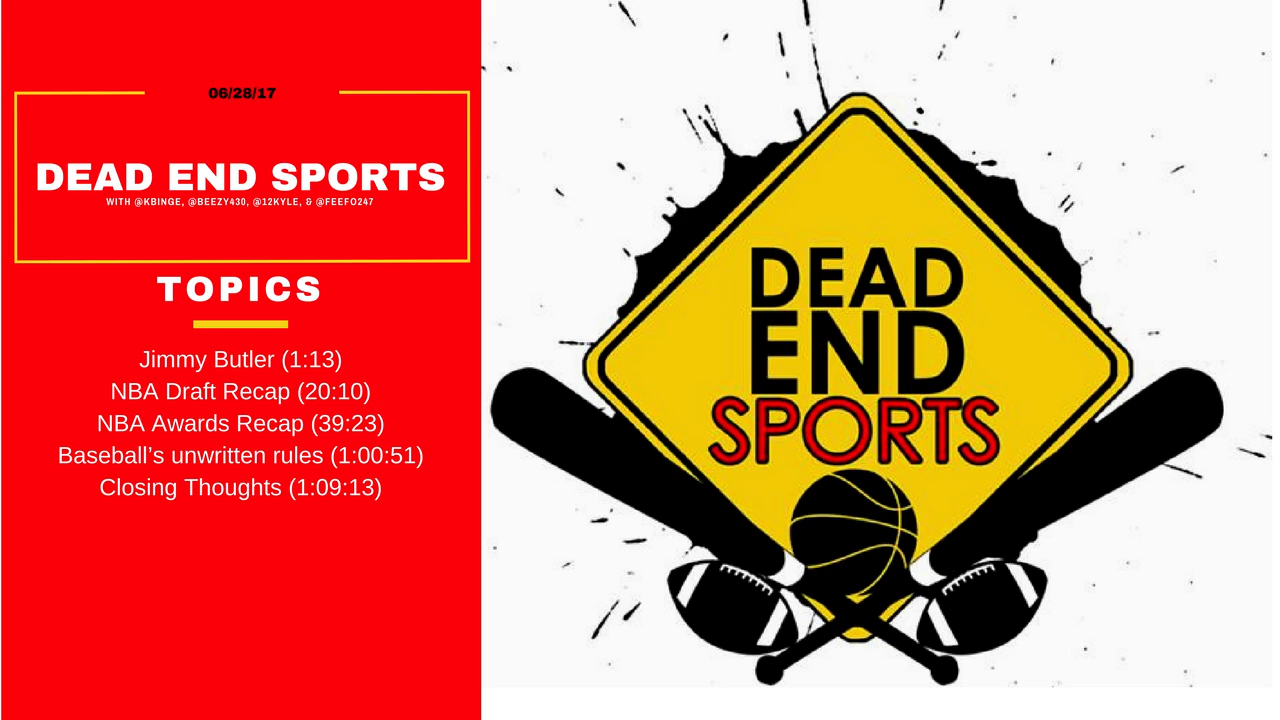 06/28/17
DEAD END SPORTS
WITH @KBINGE, @BEEZY430, @12KYLE, & @FEEFO247
TOPICS
Jimmy Butler (1:13)
NBA Draft Recap (20:10)
NBA Awards Recap (39:23)
Baseball’s unwritten rules (1:00:51)
Closing Thoughts (1:09:13)
DEAD
END
SPORTS